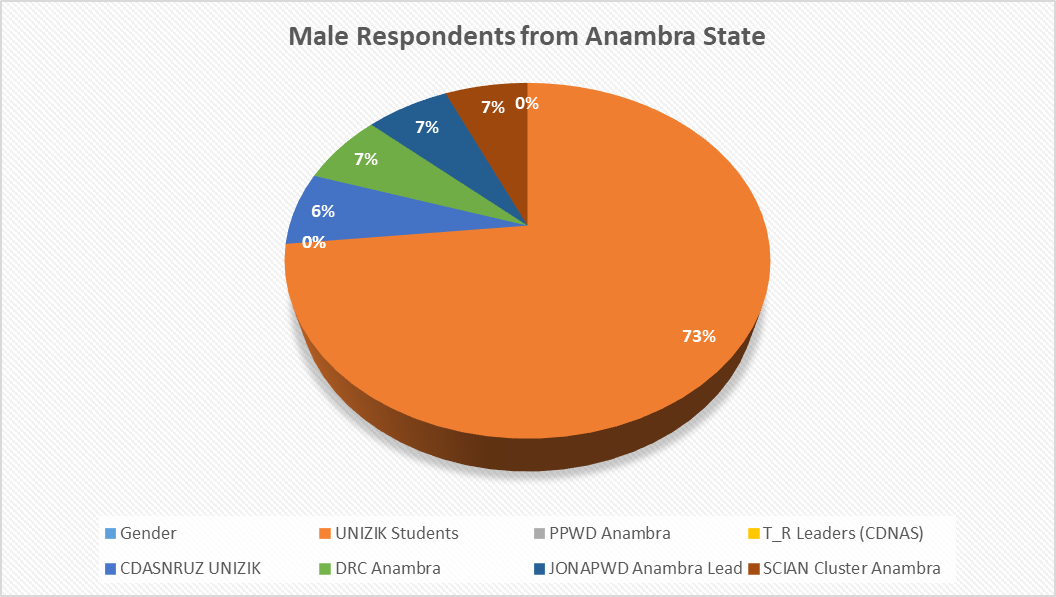 Male Respondents from Anambra State
7% 0%
7%
7%
6%
0%
73%
Gender UNIZIK Students PPWD Anambra T_R Leaders (CDNAS)
CDASNRUZ UNIZIK DRC Anambra JONAPWD Anambra Lead SCIAN Cluster Anambra